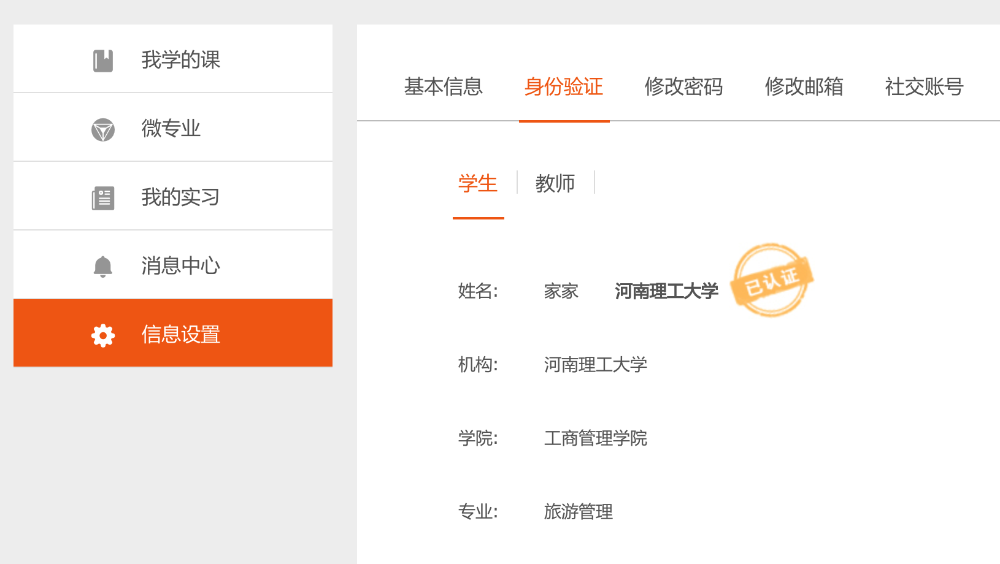 我学的课
微专业
我的实习
消息中心
信息设置
基本信息 身份验证 修改密码 修改邮箱 社交账号
学生 教师
姓名: 家家 河南理工大学 已认证
机构: 河南理工大学
学院: 工商管理学院
专业: 旅游管理